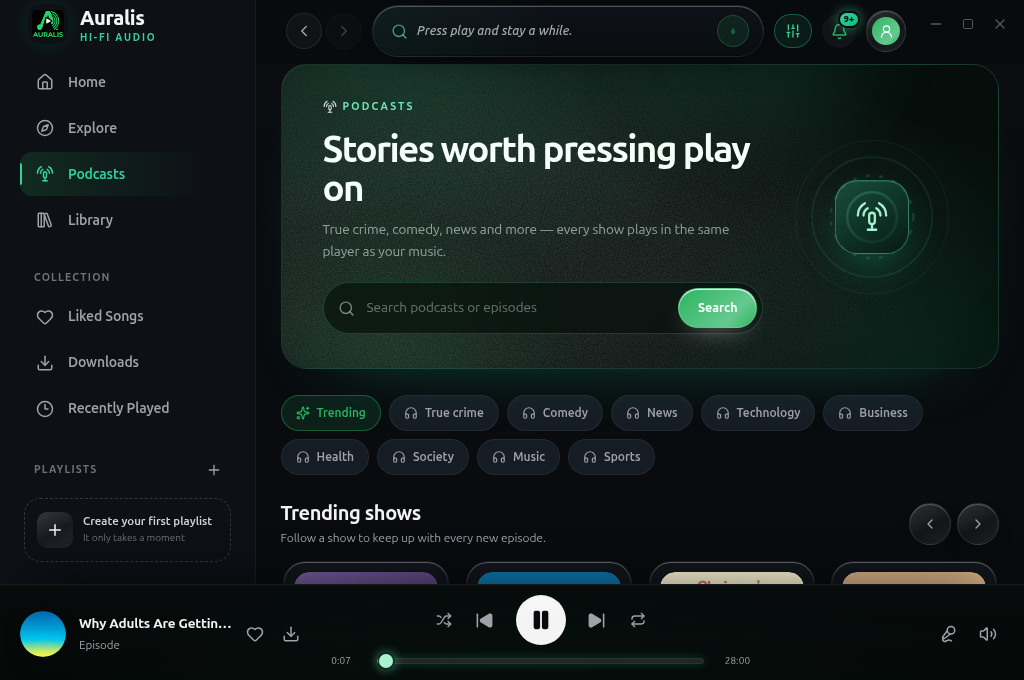 AURALIS
Auralis
HI-FI AUDIO
Press play and stay a while.
9+
Home
Explore
Podcasts
Library
COLLECTION
Liked Songs
Downloads
Recently Played
PLAYLISTS
Create your first playlist
It only takes a moment
PODCASTS
Stories worth pressing play
on
True crime, comedy, news and more — every show plays in the same
player as your music.
Search podcasts or episodes
Search
Trending
True crime
Comedy
News
Technology
Business
Health
Society
Music
Sports
Trending shows
Follow a show to keep up with every new episode.
Why Adults Are Gettin...
Episode
0:07
28:00